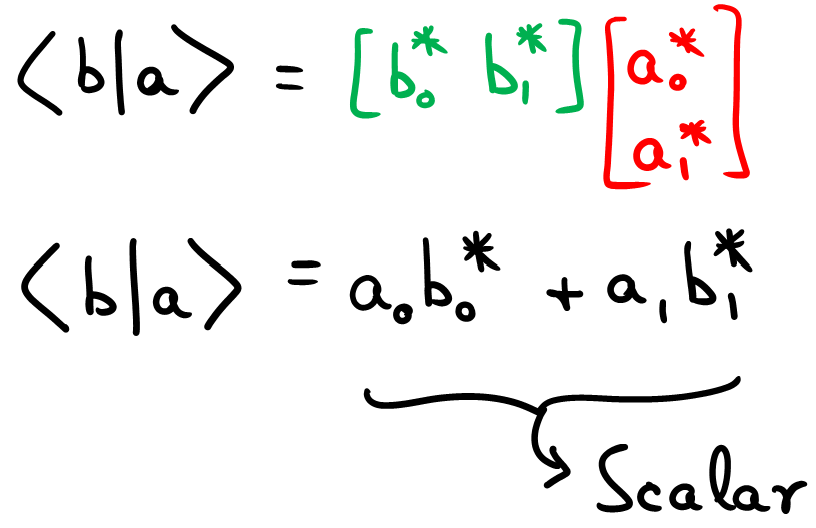 <b|a> = [b₀* b₁*] [a₀* a₁*]
<b|a> = a₀b₀* + a₁b₁*
Scalar